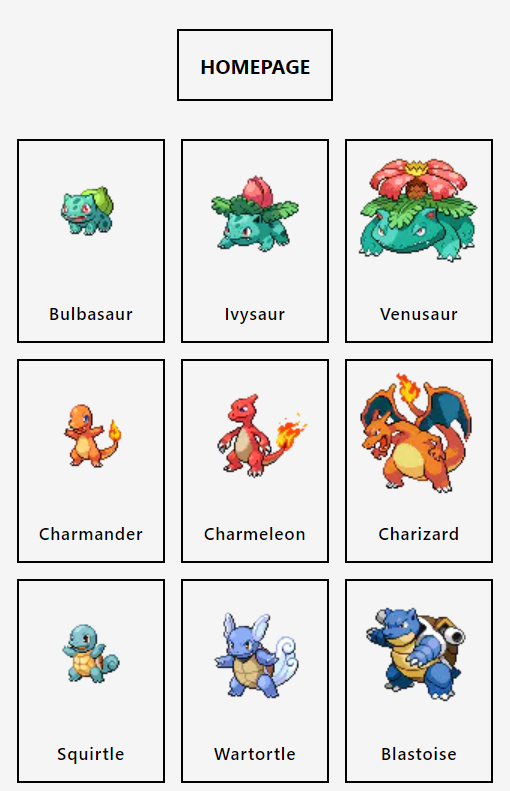 HOMEPAGE
Bulbasaur
Ivysaur
Venusaur
Charmander
Charmeleon
Charizard
Squirtle
Wartortle
Blastoise